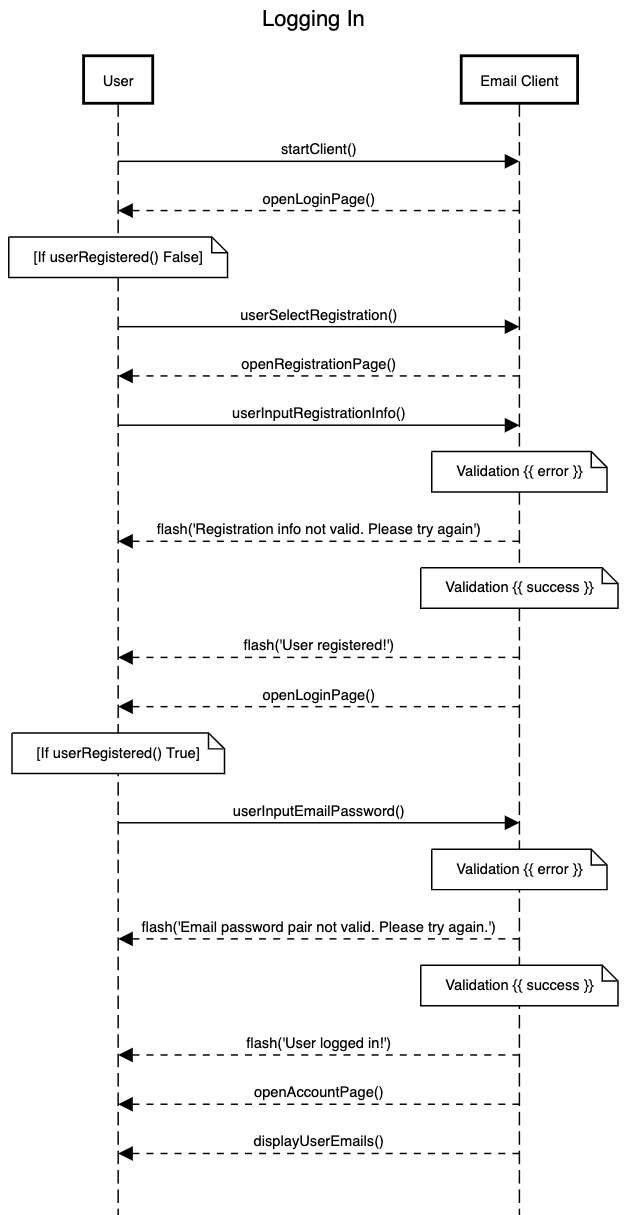 Logging In
User
Email Client
startClient()
openLoginPage()
[If userRegistered() False]
userSelectRegistration()
openRegistrationPage()
userInputRegistrationInfo()
Validation {{ error }}
flash('Registration info not valid. Please try again')
Validation {{ success }}
flash('User registered!')
openLoginPage()
[If userRegistered() True]
userInputEmailPassword()
Validation {{ error }}
flash('Email password pair not valid. Please try again.')
Validation {{ success }}
flash('User logged in!')
openAccountPage()
displayUserEmails()